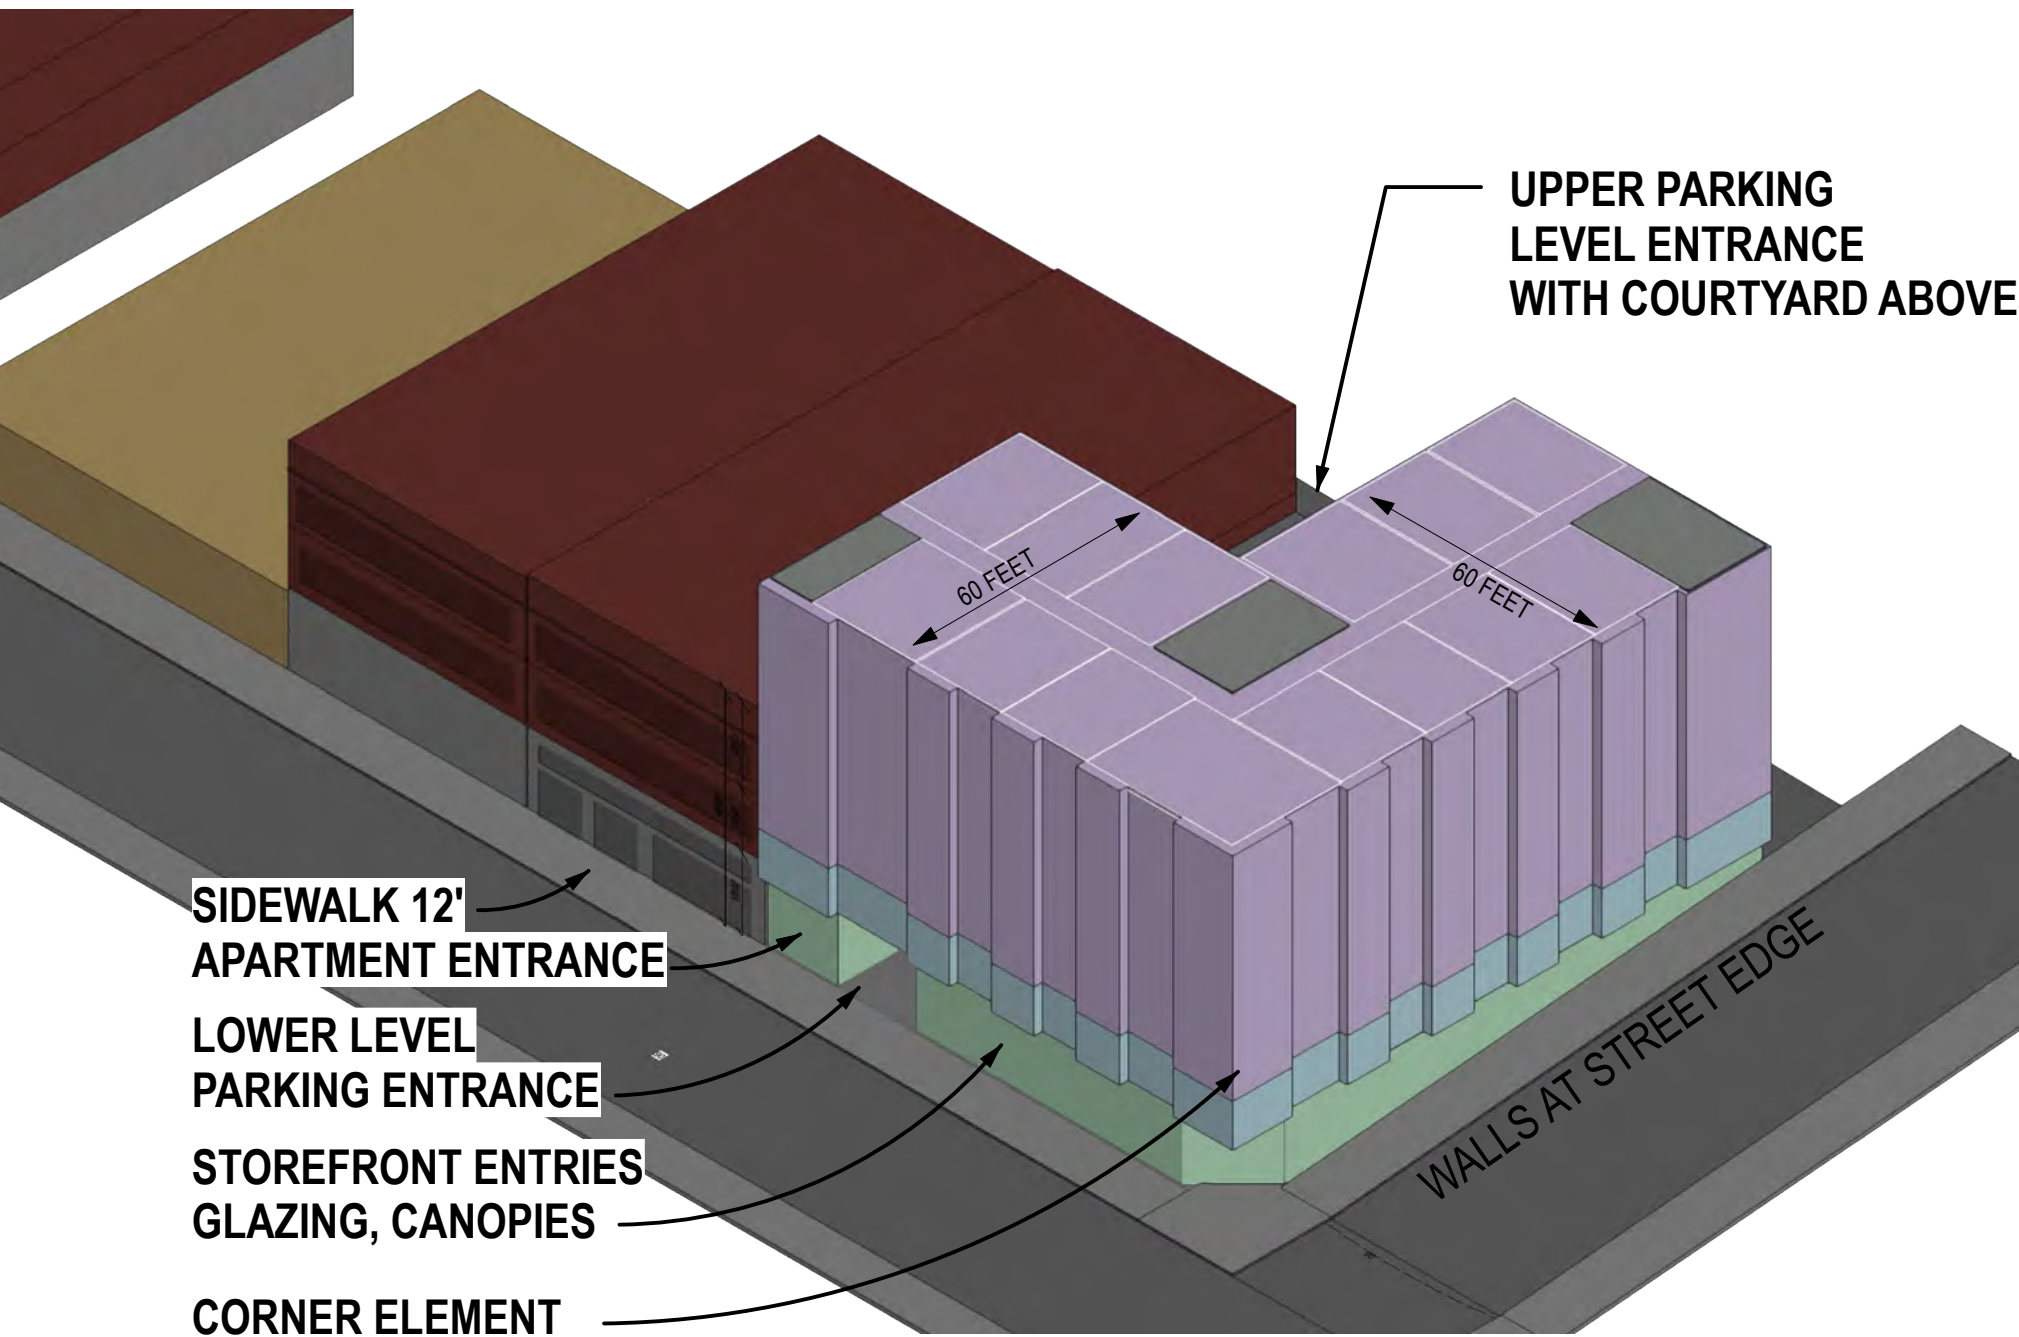 UPPER PARKING
LEVEL ENTRANCE
WITH COURTYARD ABOVE
60 FEET
60 FEET
SIDEWALK 12'
APARTMENT ENTRANCE
LOWER LEVEL
PARKING ENTRANCE
WALLS AT STREET EDGE
STOREFRONT ENTRIES
GLAZING, CANOPIES
CORNER ELEMENT